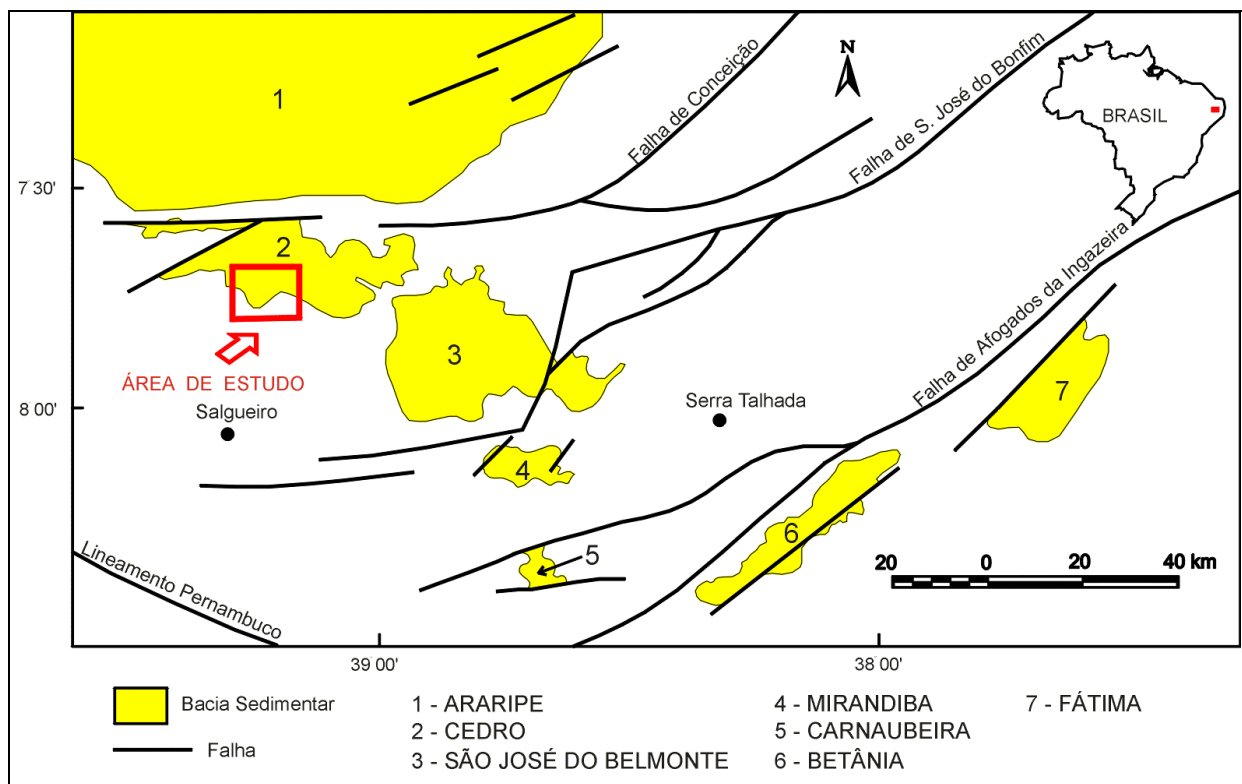 1
Falha de Conceição
N
Falha de S. José do Bonfim
BRASIL
7'30'
2
ÁREA DE ESTUDO
3
Salgueiro
8 00'
Serra Talhada
Falha de Afogados da Ingazeira
7
4
6
5
Lineamento Pernambuco
20 0 20 40 km
39 00'
38 00'
Bacia Sedimentar
Falha
1 - ARARIPE
2 - CEDRO
3 - SÃO JOSÉ DO BELMONTE
4 - MIRANDIBA
5 - CARNAUBEIRA
6 - BETÂNIA
7 - FÁTIMA